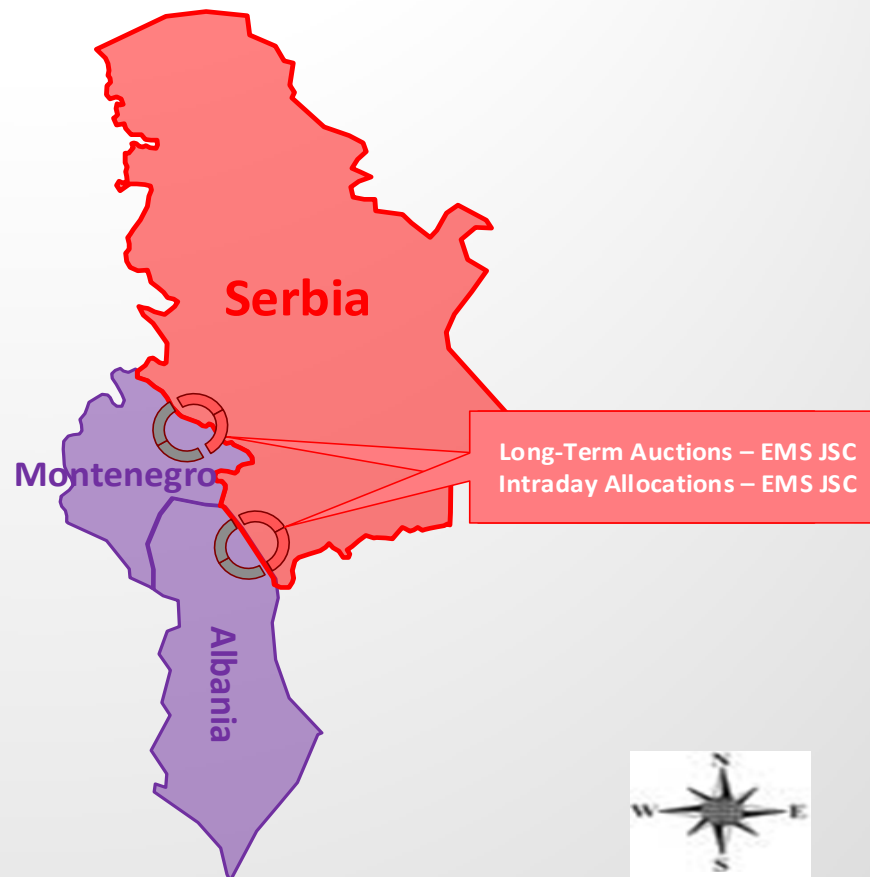 Serbia
Long-Term Auctions – EMS JSC
Intraday Allocations – EMS JSC
Montenegro
Albania
N
W E
S